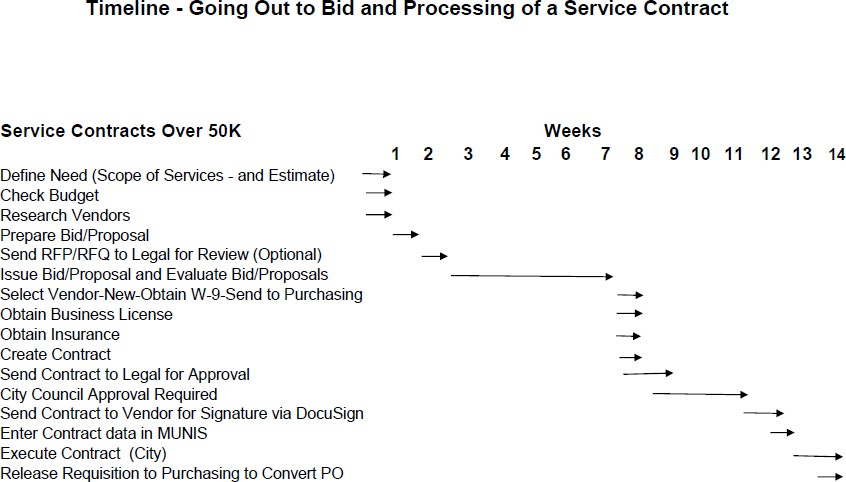 Timeline - Going Out to Bid and Processing of a Service Contract
Service Contracts Over 50K Weeks
1 2 3 4 5 6 7 8 9 10 11 12 13 14
Define Need (Scope of Services - and Estimate)
Check Budget
Research Vendors
Prepare Bid/Proposal
Send RFP/RFQ to Legal for Review (Optional)
Issue Bid/Proposal and Evaluate Bid/Proposals
Select Vendor-New-Obtain W-9-Send to Purchasing
Obtain Business License
Obtain Insurance
Create Contract
Send Contract to Legal for Approval
City Council Approval Required
Send Contract to Vendor for Signature via DocuSign
Enter Contract data in MUNIS
Execute Contract (City)
Release Requisition to Purchasing to Convert PO